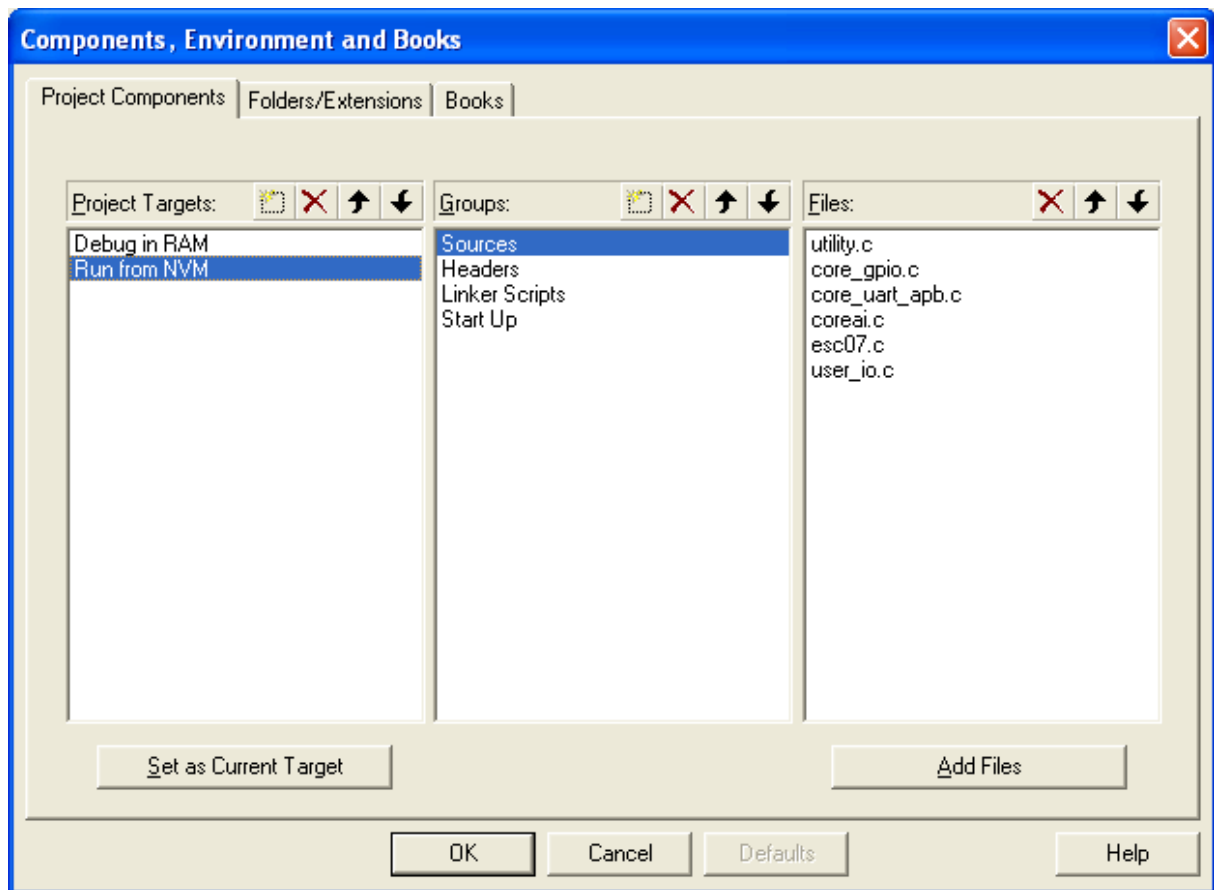 Components, Environment and Books
Project Components
Folders/Extensions
Books
Project Targets:
Groups:
Files:
Debug in RAM
Run from NVM
Sources
Headers
Linker Scripts
Start Up
utility.c
core_gpio.c
core_uart_apb.c
coreai.c
esc07.c
user_io.c
Set as Current Target
Add Files
OK
Cancel
Defaults
Help